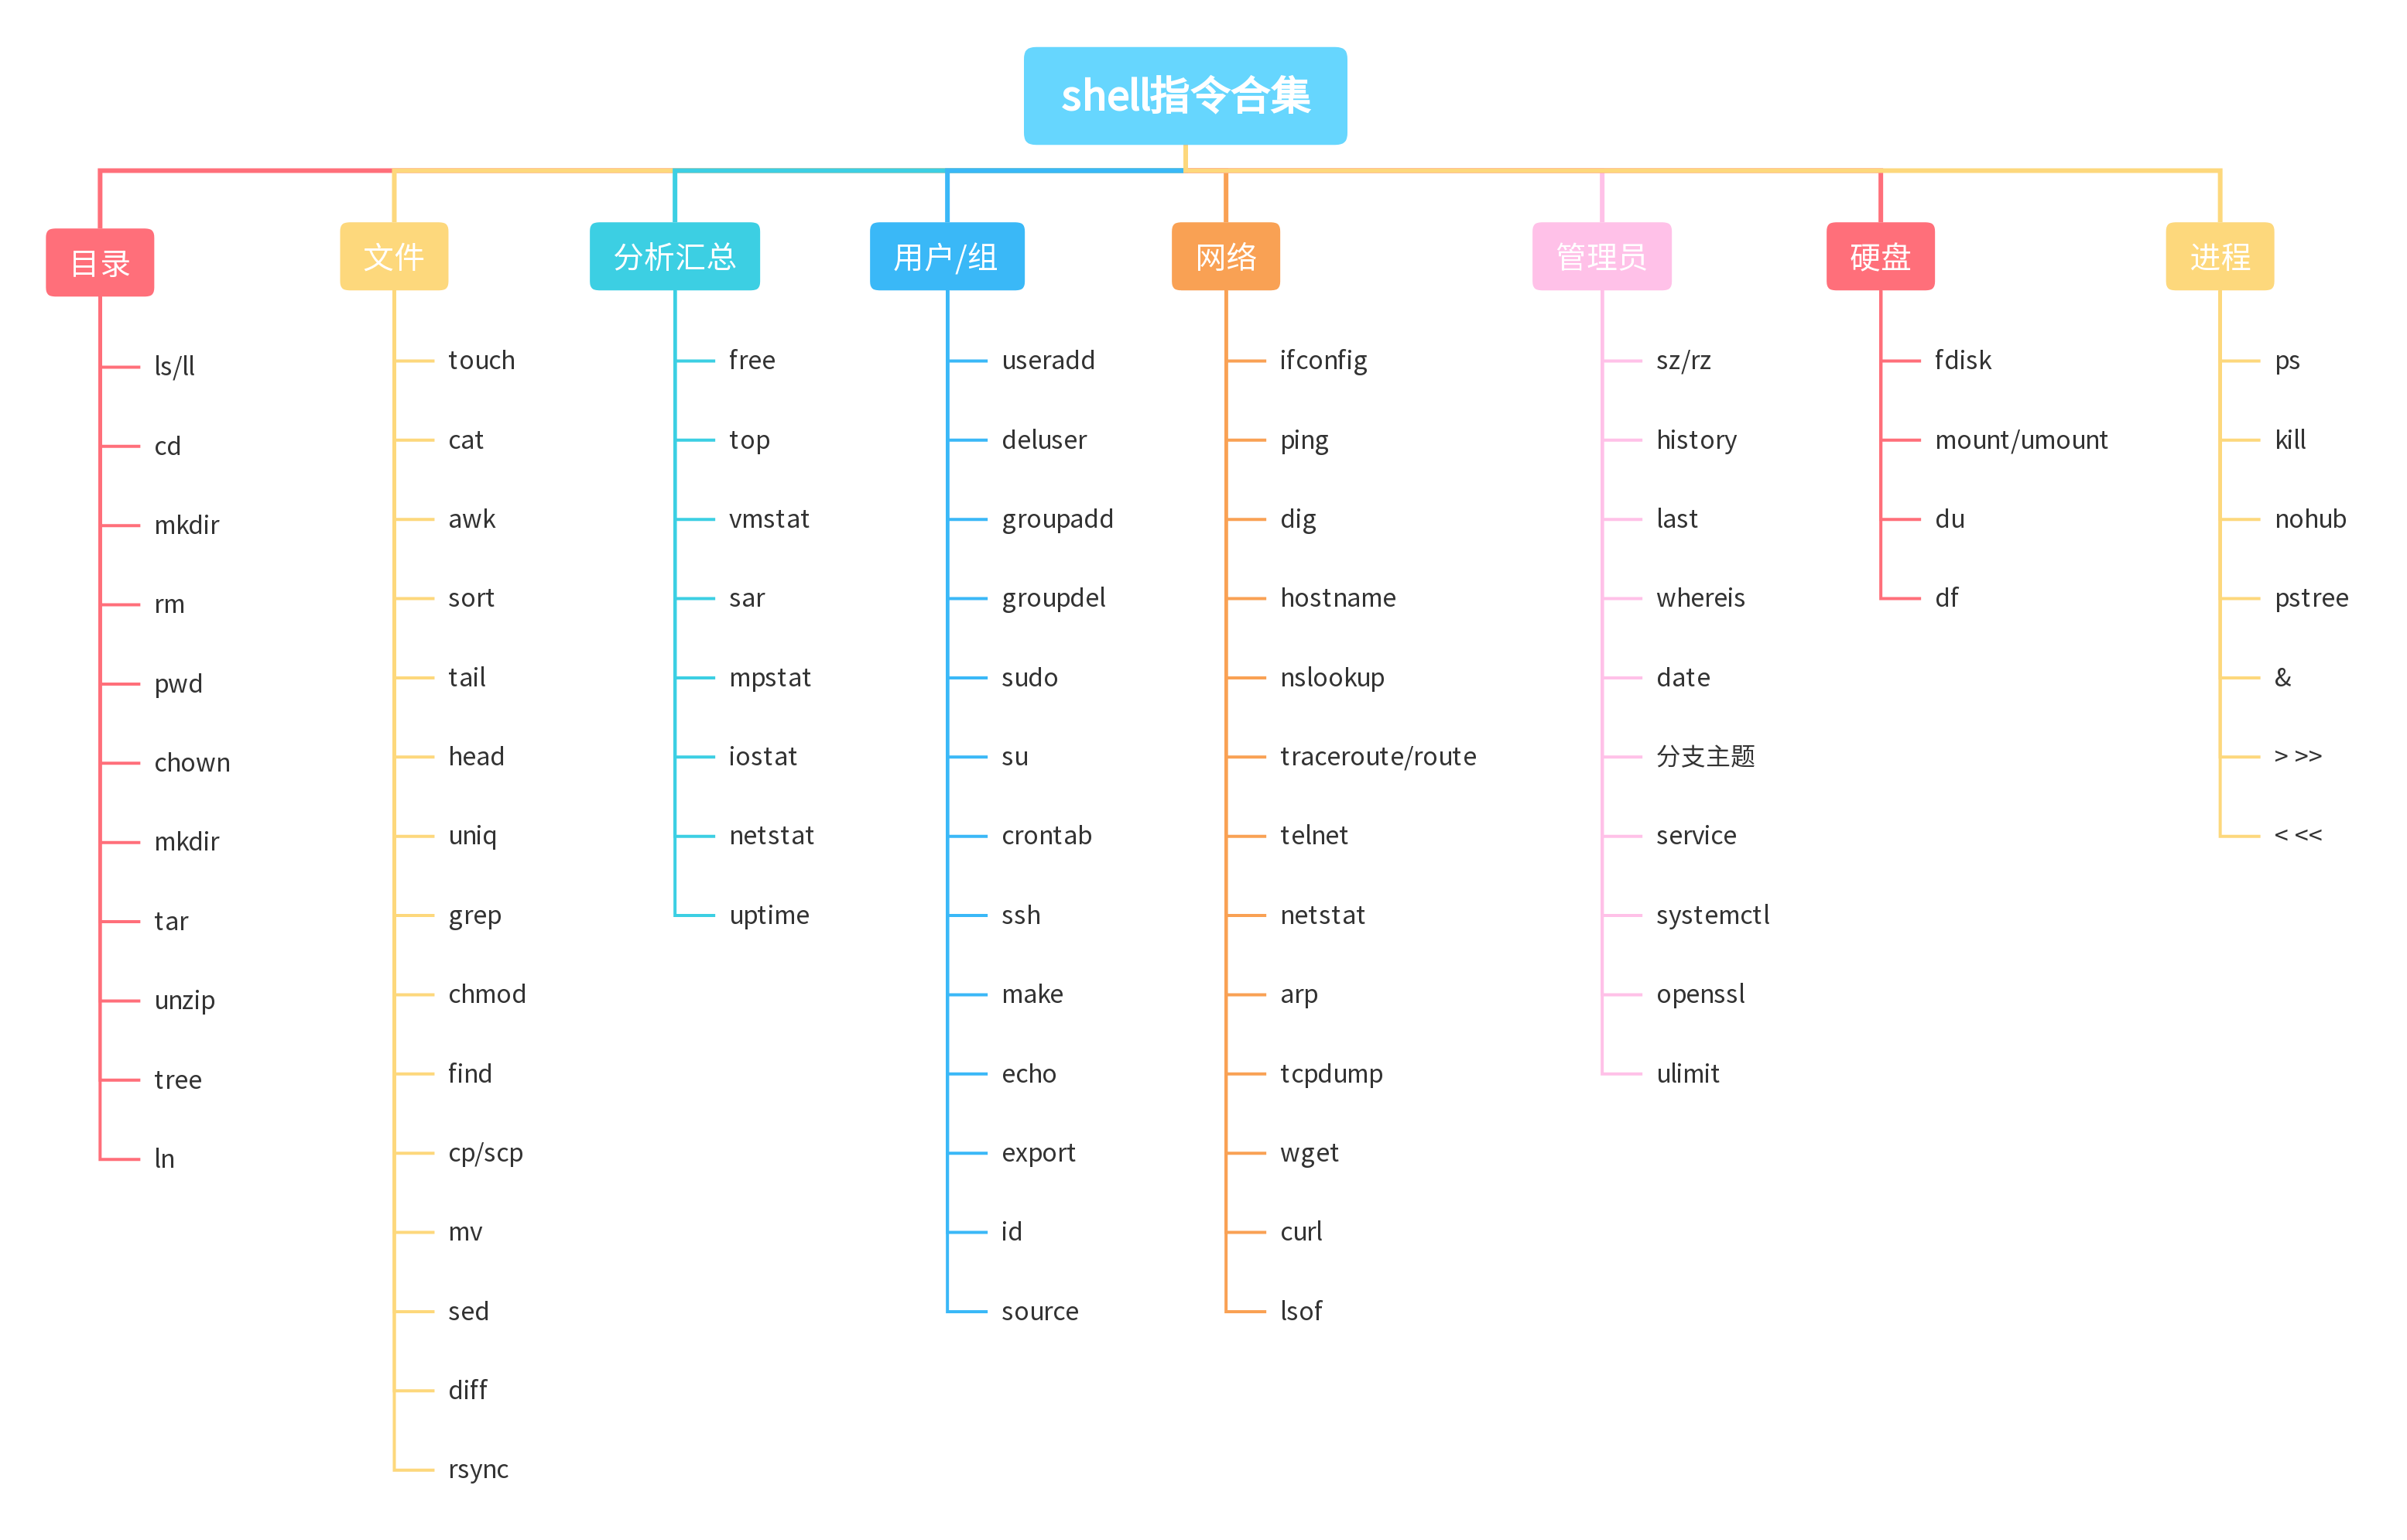 shell指令合集
目录
ls/ll
cd
mkdir
rm
pwd
chown
mkdir
tar
unzip
tree
ln
文件
touch
cat
awk
sort
tail
head
uniq
grep
chmod
find
cp/scp
mv
sed
diff
rsync
分析汇总
free
top
vmstat
sar
mpstat
iostat
netstat
uptime
用户/组
useradd
deluser
groupadd
groupdel
sudo
su
crontab
ssh
make
echo
export
id
source
网络
ifconfig
ping
dig
hostname
nslookup
traceroute/route
telnet
netstat
arp
tcpdump
wget
curl
lsof
管理员
sz/rz
history
last
whereis
date
分支主题
service
systemctl
openssl
ulimit
硬盘
fdisk
mount/umount
du
df
进程
ps
kill
nohub
pstree
&
> >>
< <<